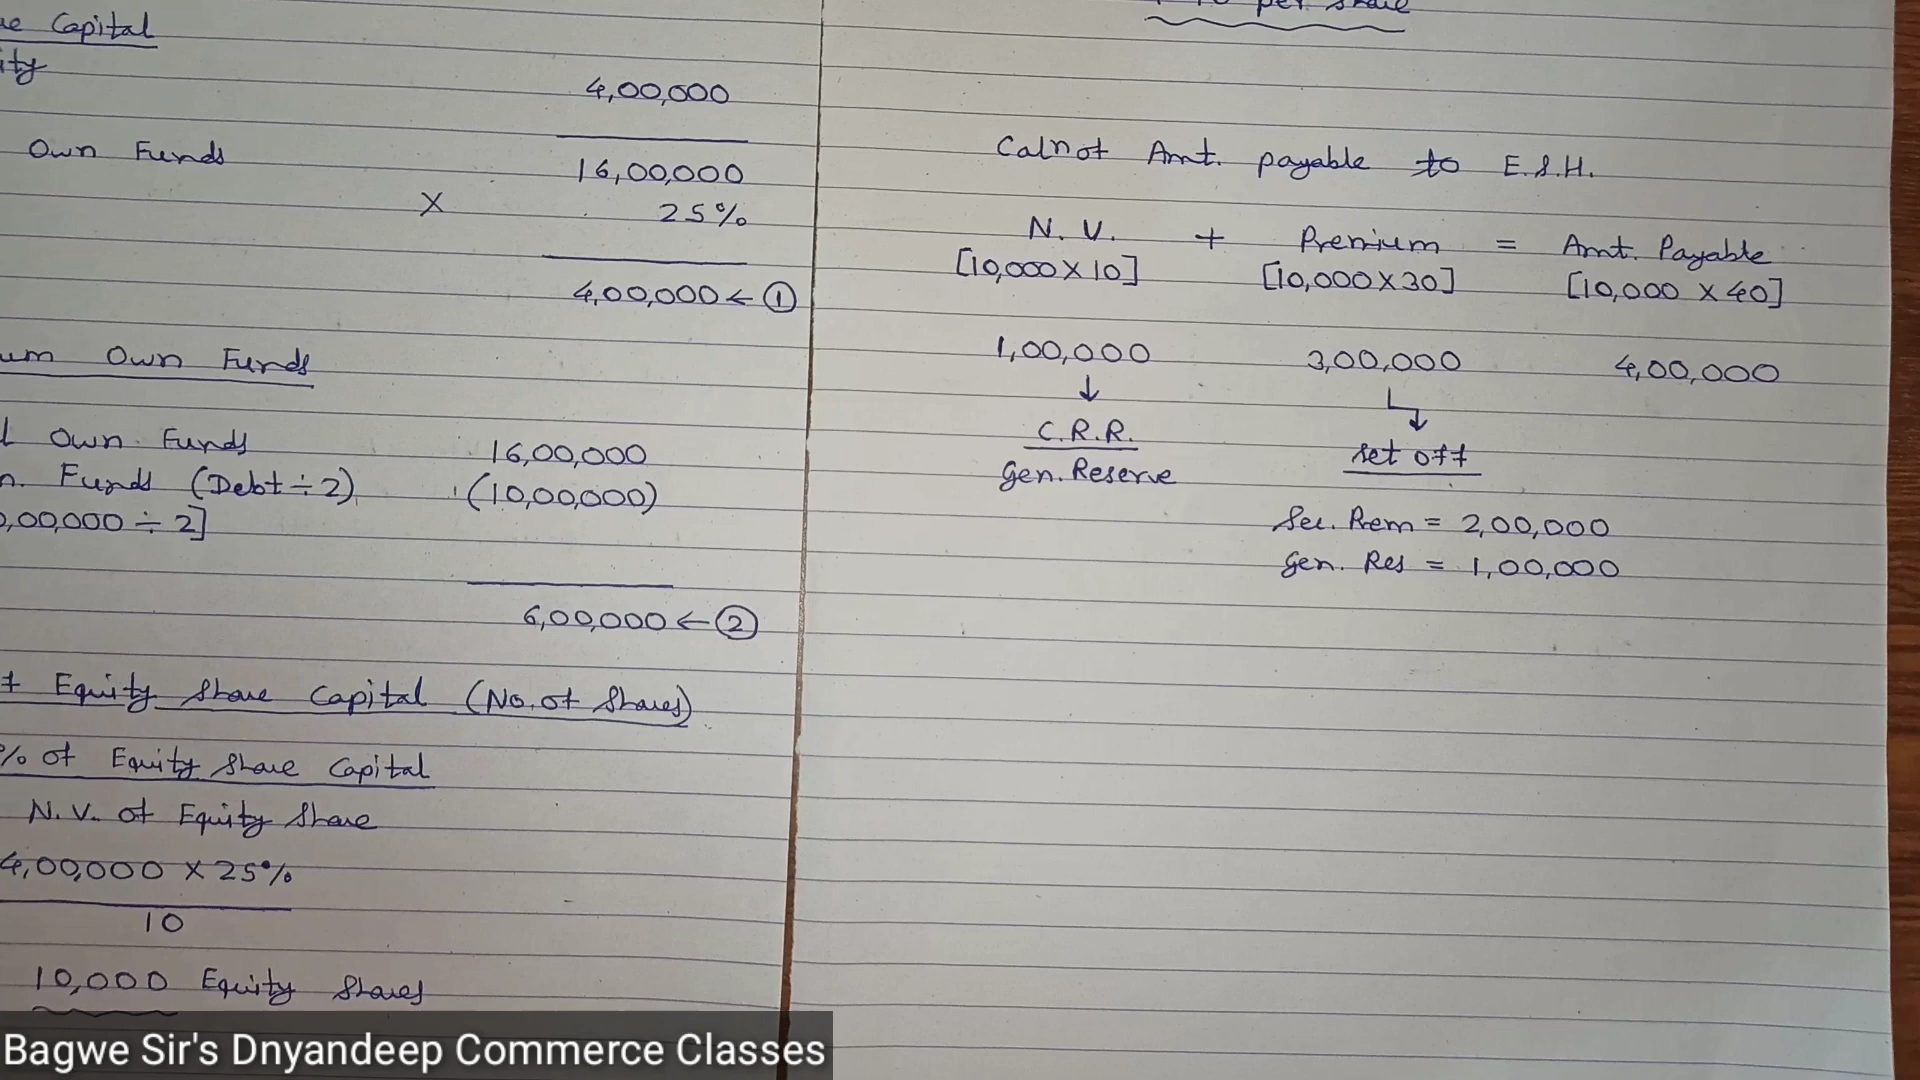 Capital
4,00,000
Own Funds 16,00,000
X 25%
4,00,000 ← ①
Own Funds
Own Funds 16,00,000
Funds (Debt ÷ 2) (10,00,000)
,00,000 ÷ 2]
6,00,000 ← ②
Equity Share Capital (No. of Shares)
% of Equity Share Capital
N.V. of Equity Share
4,00,000 X 25%
10
10,000 Equity Shares
per share
Calnof Amt. payable to E.S.H.
N.V. + Premium = Amt. Payable
[10,000 X 10] [10,000 X 30] [10,000 X 40]
1,00,000 3,00,000 4,00,000
↓ ↓
C.R.R. set off
Gen. Reserve
Sec. Prem = 2,00,000
Gen. Res = 1,00,000
Bagwe Sir's Dnyandeep Commerce Classes